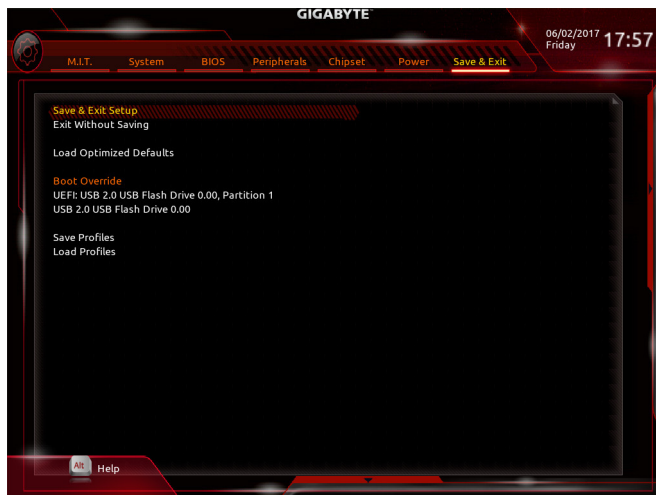 GIGABYTE™
06/02/2017 Friday 17:57
M.I.T. System BIOS Peripherals Chipset Power Save & Exit
Save & Exit Setup
Exit Without Saving
Load Optimized Defaults
Boot Override
UEFI: USB 2.0 USB Flash Drive 0.00, Partition 1
USB 2.0 USB Flash Drive 0.00
Save Profiles
Load Profiles
Alt Help